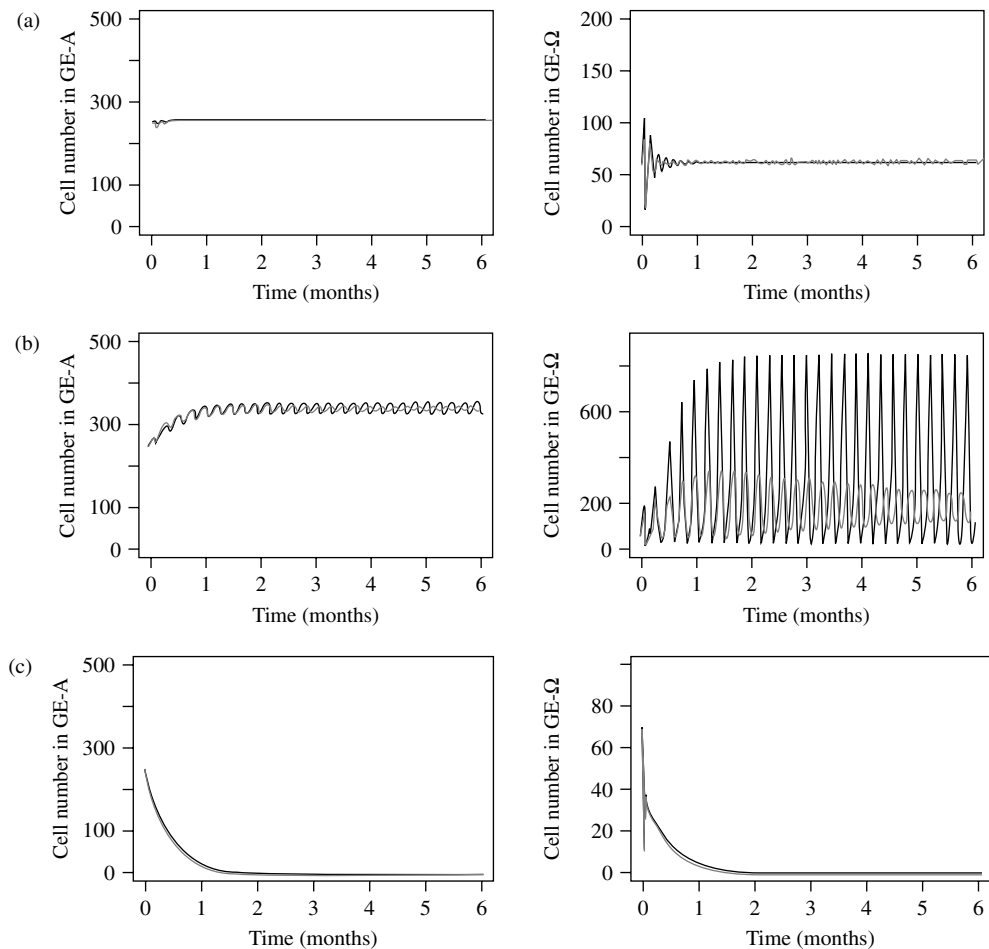 (a)
Cell number in GE-A
500
300
100
0
0 1 2 3 4 5 6
Time (months)
Cell number in GE-Ω
200
150
100
50
0
0 1 2 3 4 5 6
Time (months)
(b)
Cell number in GE-A
500
300
100
0
0 1 2 3 4 5 6
Time (months)
Cell number in GE-Ω
600
200
0
0 1 2 3 4 5 6
Time (months)
(c)
Cell number in GE-A
500
300
100
0
0 1 2 3 4 5 6
Time (months)
Cell number in GE-Ω
80
60
40
20
0
0 1 2 3 4 5 6
Time (months)